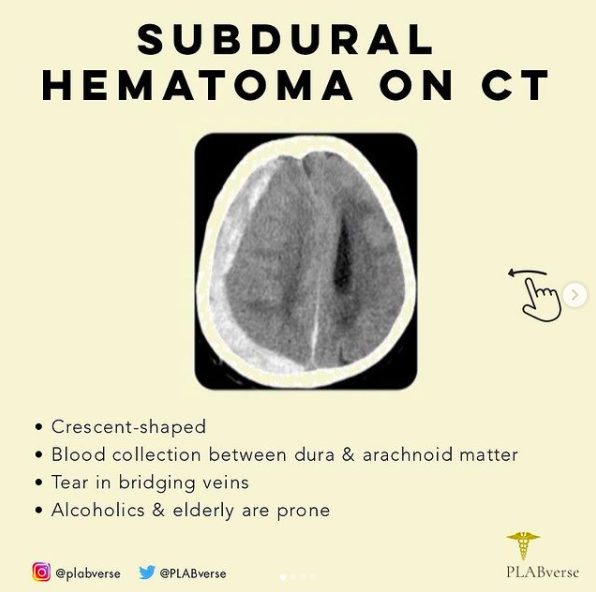 SUBDURAL
HEMATOMA ON CT
• Crescent-shaped
• Blood collection between dura & arachnoid matter
• Tear in bridging veins
• Alcoholics & elderly are prone
@plabverse @PLABverse
PLABverse